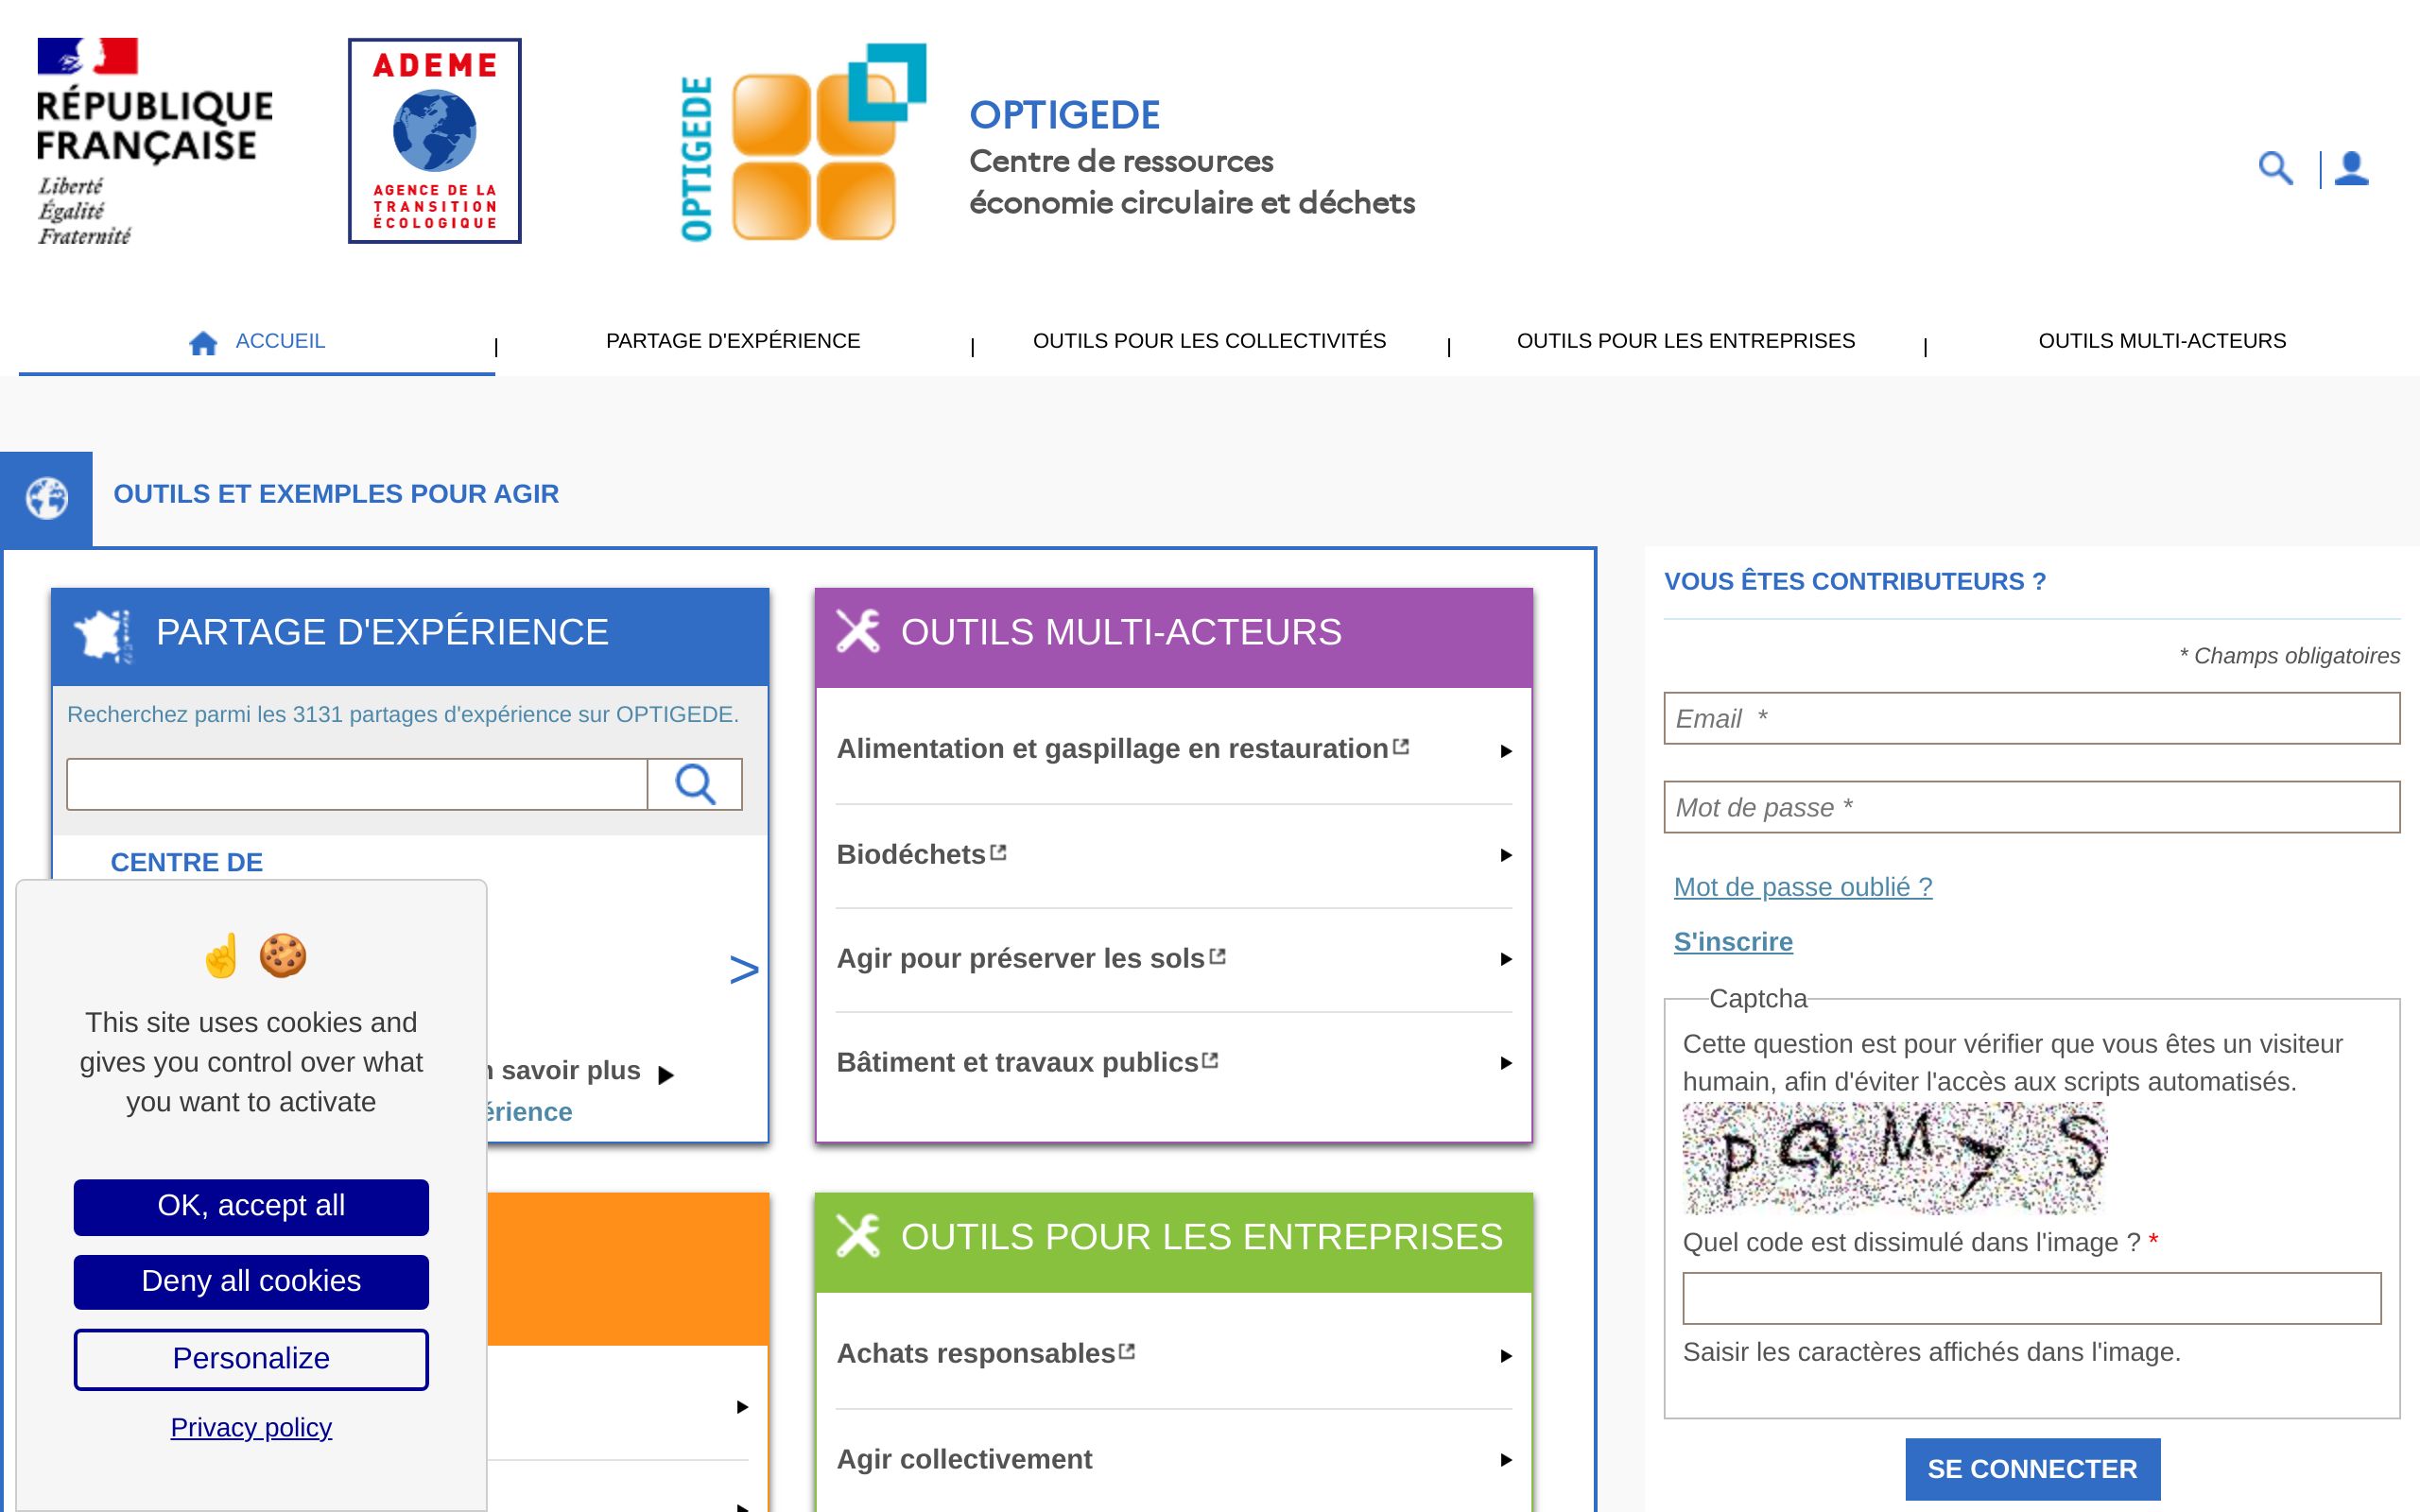 RÉPUBLIQUE
FRANÇAISE
Liberté
Égalité
Fraternité
ADEME
AGENCE DE LA
TRANSITION
ÉCOLOGIQUE
OPTIGEDE
OPTIGEDE
Centre de ressources
économie circulaire et déchets
ACCUEIL
PARTAGE D'EXPÉRIENCE
OUTILS POUR LES COLLECTIVITÉS
OUTILS POUR LES ENTREPRISES
OUTILS MULTI-ACTEURS
OUTILS ET EXEMPLES POUR AGIR
PARTAGE D'EXPÉRIENCE
Recherchez parmi les 3131 partages d'expérience sur OPTIGEDE.
CENTRE DE
>
savoir plus
érience
This site uses cookies and
gives you control over what
you want to activate
OK, accept all
Deny all cookies
Personalize
Privacy policy
OUTILS MULTI-ACTEURS
Alimentation et gaspillage en restauration
Biodéchets
Agir pour préserver les sols
Bâtiment et travaux publics
OUTILS POUR LES ENTREPRISES
Achats responsables
Agir collectivement
VOUS ÊTES CONTRIBUTEURS ?
* Champs obligatoires
Email *
Mot de passe *
Mot de passe oublié ?
S'inscrire
Captcha
Cette question est pour vérifier que vous êtes un visiteur
humain, afin d'éviter l'accès aux scripts automatisés.
Quel code est dissimulé dans l'image ? *
Saisir les caractères affichés dans l'image.
SE CONNECTER